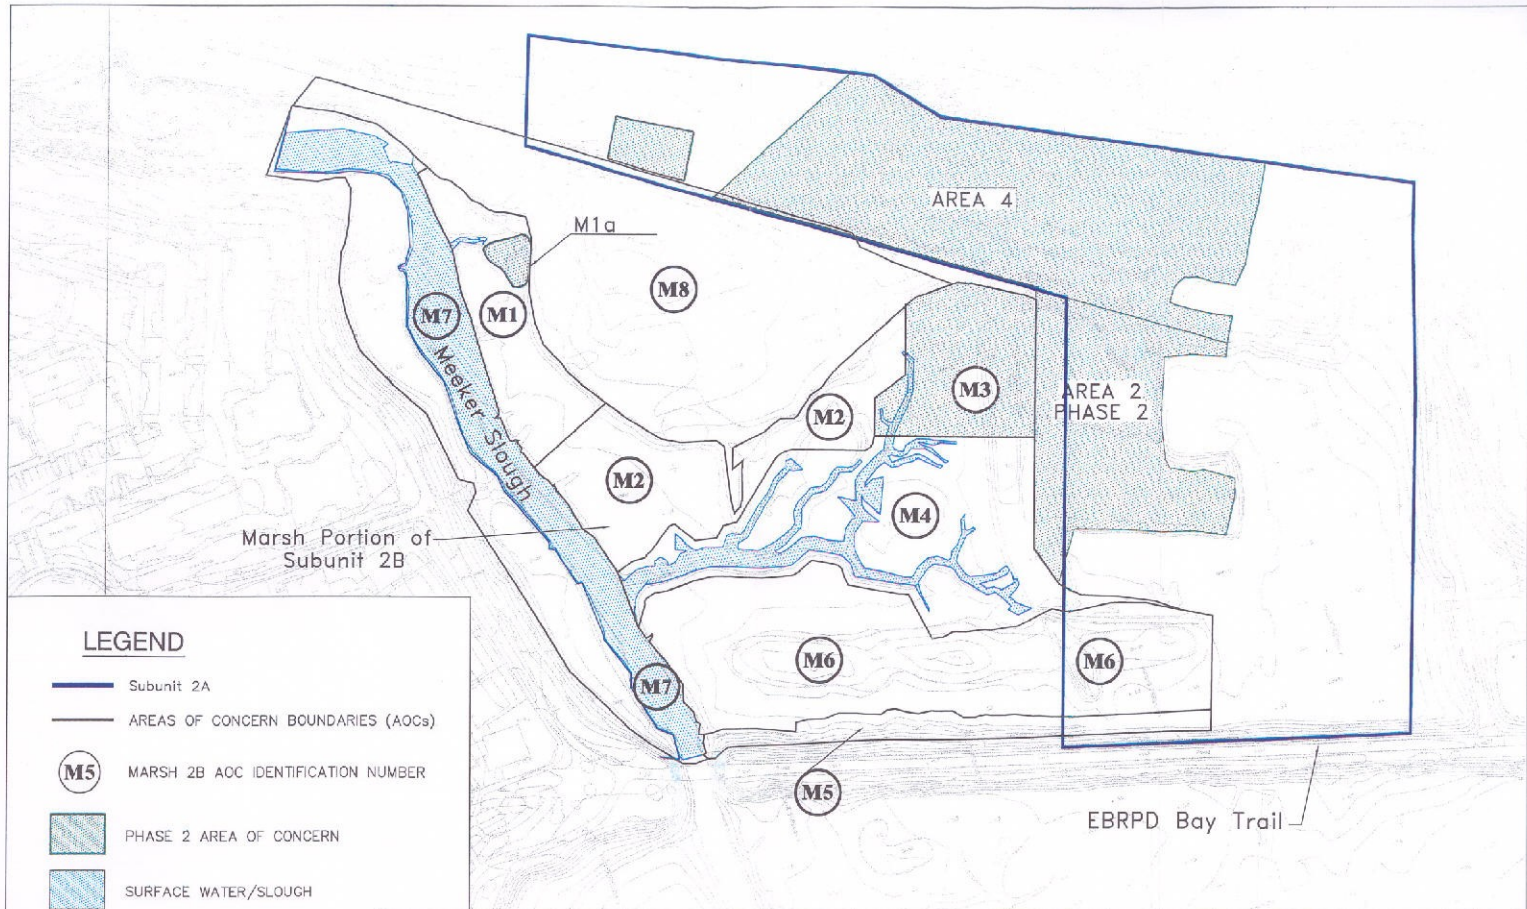 AREA 4
M1a
M8
M7
M1
Meeker Slough
M3
AREA 2
PHASE 2
M2
M2
M4
Marsh Portion of
Subunit 2B
M6
M6
M7
M5
EBRPD Bay Trail
LEGEND
Subunit 2A
AREAS OF CONCERN BOUNDARIES (AOCs)
M5 MARSH 2B AOC IDENTIFICATION NUMBER
PHASE 2 AREA OF CONCERN
SURFACE WATER/SLOUGH